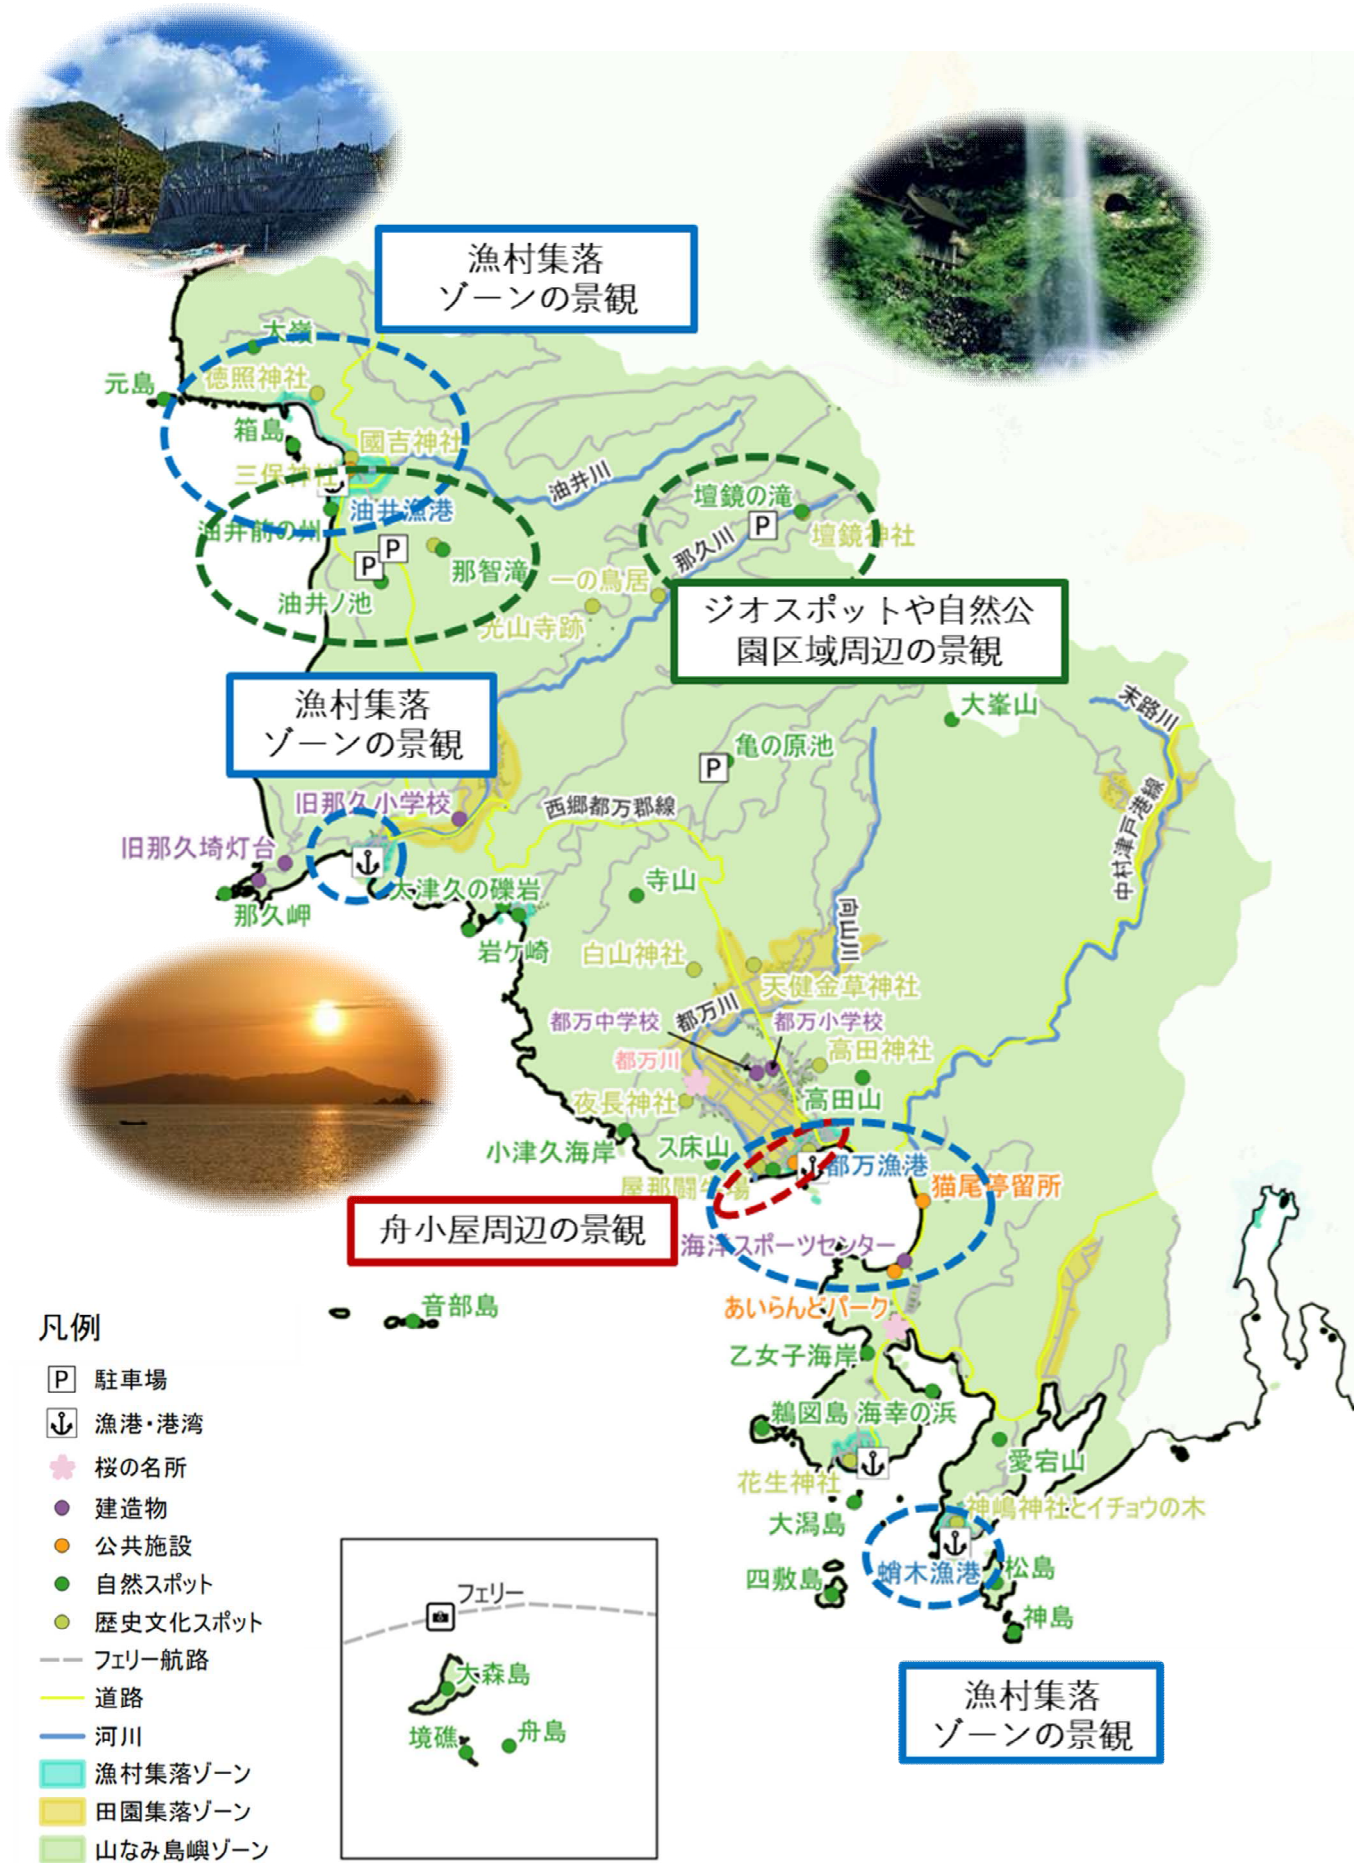 漁村集落
ゾーンの景観
大嶺
徳照神社
元島
箱島
國吉神社
三保神社
油井川
油井漁港
油井前の州
壇鏡の滝
P
壇鏡神社
那久川
P
P
那智滝
油井ノ池
一の鳥居
光山寺跡
ジオスポットや自然公
園区域周辺の景観
漁村集落
ゾーンの景観
大峯山
末路川
亀の原池
P
旧那久小学校
西郷都万郡線
中村津戸港線
旧那久埼灯台
那久岬
大津久の礫岩
寺山
岩ケ崎
向山川
白山神社
天健金草神社
都万川
都万中学校
都万小学校
都万川
高田神社
夜長神社
高田山
小津久海岸
ス床山
都万漁港
屋那闘牛場
猫尾停留所
舟小屋周辺の景観
海洋スポーツセンター
音部島
あいらんどパーク
乙女子海岸
鵜図島
海幸の浜
愛宕山
花生神社
大潟島
神嶋神社とイチョウの木
四敷島
蛸木漁港
松島
神島
漁村集落
ゾーンの景観
凡例
P 駐車場
漁港・港湾
桜の名所
建造物
公共施設
自然スポット
歴史文化スポット
フェリー航路
道路
河川
漁村集落ゾーン
田園集落ゾーン
山なみ島嶼ゾーン
フェリー
大森島
境礁
舟島